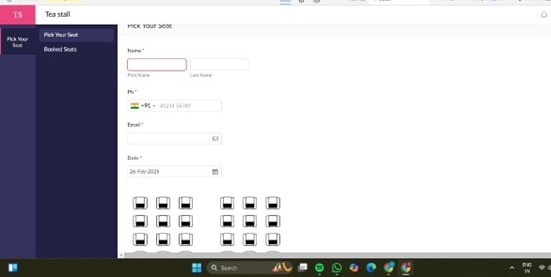 TS
Tea stall
Pick Your Seat
Pick Your Seat
Booked Seats
Pick Your Seat
Name *
First Name
Last Name
Ph *
+91
81234 56789
Email *
Date *
26-Feb-2025
Search
ENG
IN